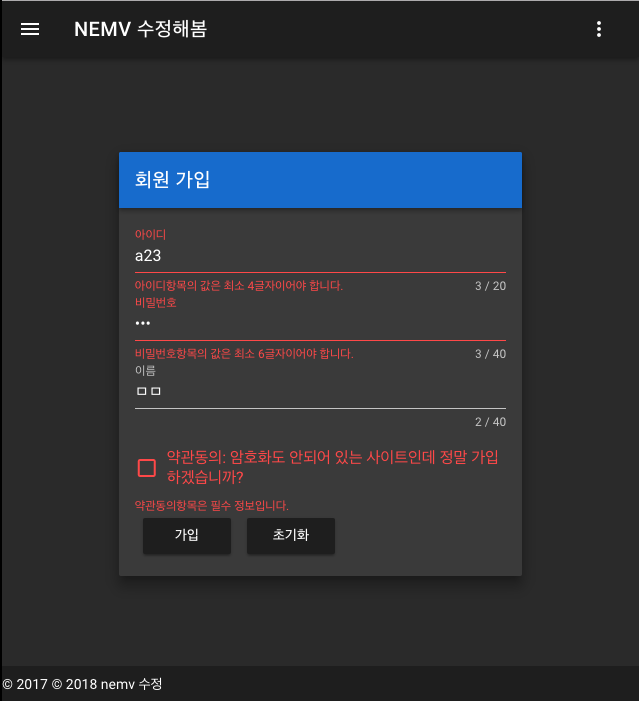 NEMV 수정해봄
회원 가입
아이디
a23
아이디항목의 값은 최소 4글자이어야 합니다. 3 / 20
비밀번호
•••
비밀번호항목의 값은 최소 6글자이어야 합니다. 3 / 40
이름
ㅁㅁ
2 / 40
약관동의: 암호화도 안되어 있는 사이트인데 정말 가입
하겠습니까?
약관동의항목은 필수 정보입니다.
가입 초기화
© 2017 © 2018 nemv 수정